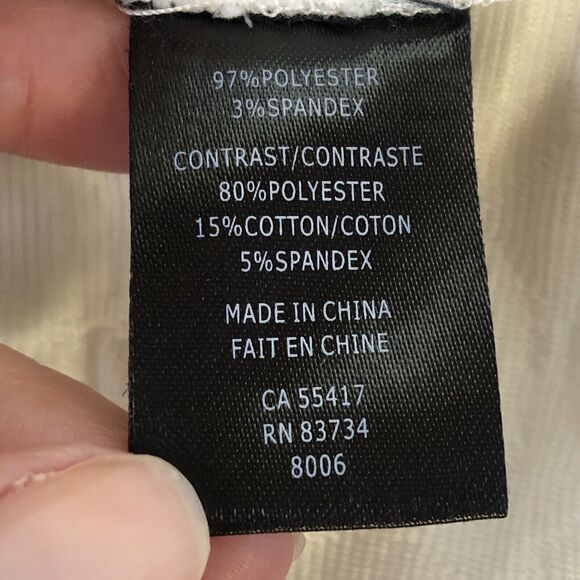 97%POLYESTER
3%SPANDEX
CONTRAST/CONTRASTE
80%POLYESTER
15%COTTON/COTON
5%SPANDEX
MADE IN CHINA
FAIT EN CHINE
CA 55417
RN 83734
8006